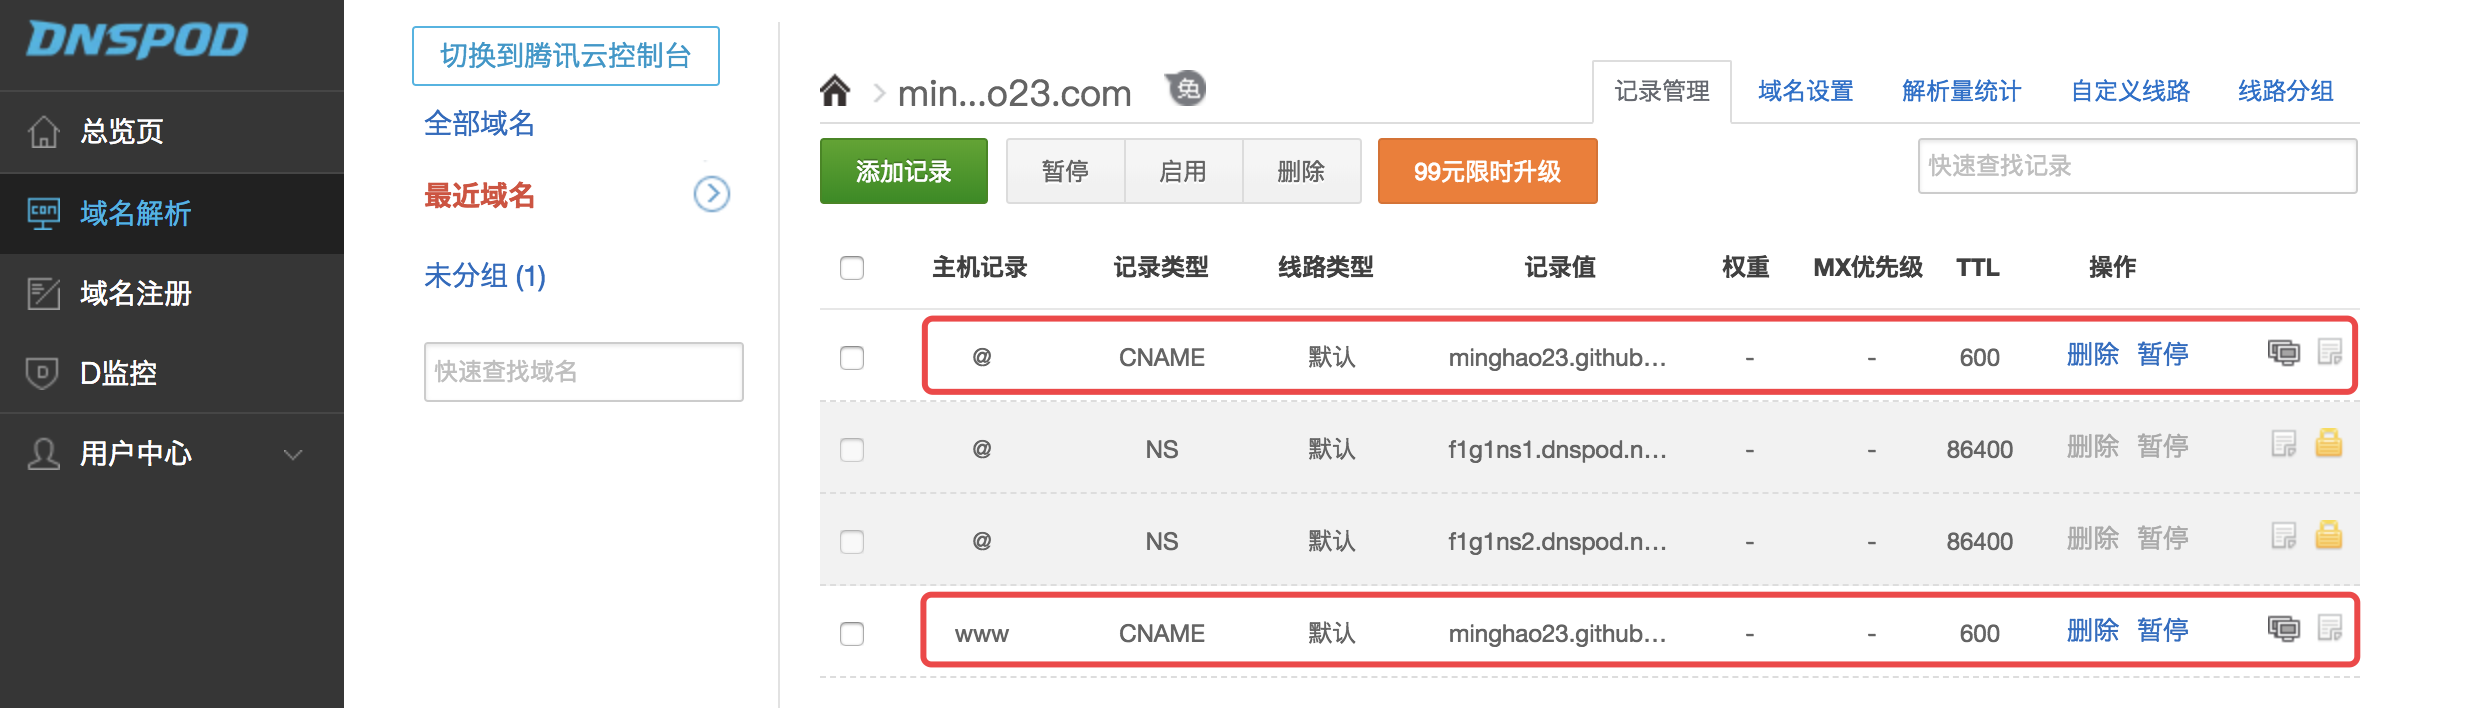 DNSPOD
总览页
域名解析
域名注册
D监控
用户中心
切换到腾讯云控制台
全部域名
最近域名
未分组 (1)
快速查找域名
min...o23.com 免
记录管理 域名设置 解析量统计 自定义线路 线路分组
添加记录 暂停 启用 删除 99元限时升级 快速查找记录
主机记录 记录类型 线路类型 记录值 权重 MX优先级 TTL 操作
@ CNAME 默认 minghao23.github... - - 600 删除 暂停
@ NS 默认 f1g1ns1.dnspod.n... - - 86400 删除 暂停
@ NS 默认 f1g1ns2.dnspod.n... - - 86400 删除 暂停
www CNAME 默认 minghao23.github... - - 600 删除 暂停